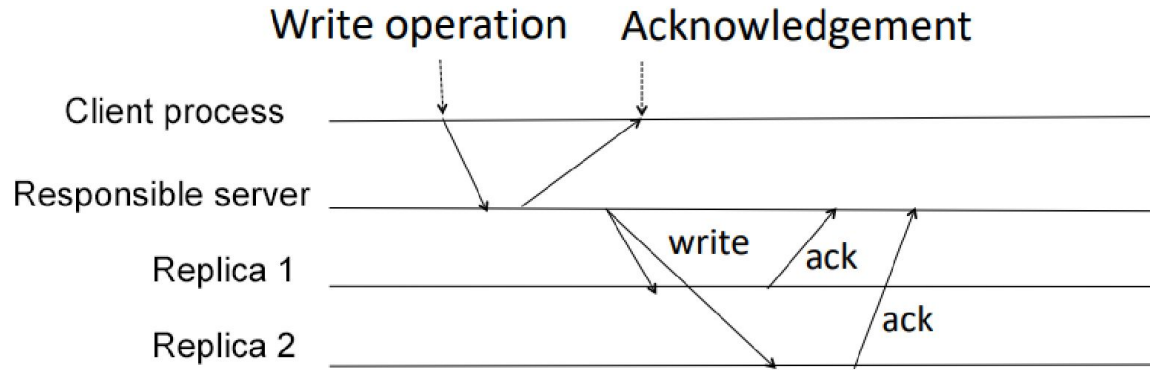 Write operation Acknowledgement
Client process
Responsible server
write
Replica 1
ack
ack
Replica 2